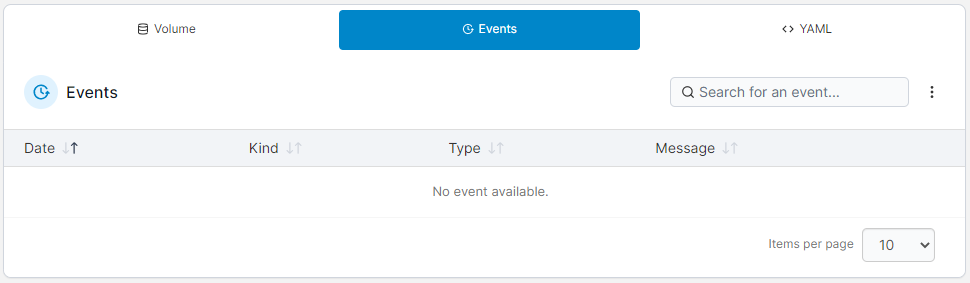 Volume Events YAML
Events Search for an event...
Date Kind Type Message
No event available.
Items per page 10